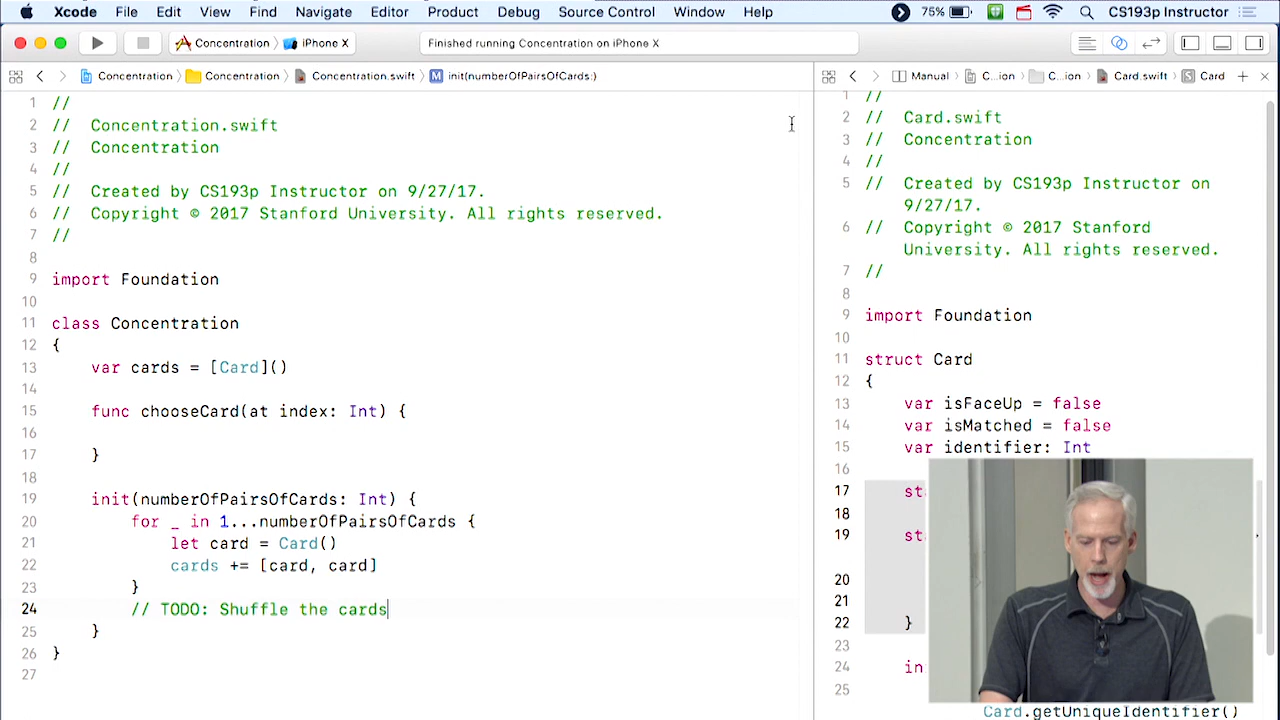 Xcode File Edit View Find Navigate Editor Product Debug Source Control Window Help 75% CS193p Instructor
Concentration iPhone X Finished running Concentration on iPhone X
Concentration Concentration Concentration.swift M init(numberOfPairsOfCards:)
Manual C...ion C...ion Card.swift S Card
1 //
2 // Concentration.swift
3 // Concentration
4 //
5 // Created by CS193p Instructor on 9/27/17.
6 // Copyright © 2017 Stanford University. All rights reserved.
7 //
8
9 import Foundation
10
11 class Concentration
12 {
13 var cards = [Card]()
14
15 func chooseCard(at index: Int) {
16
17 }
18
19 init(numberOfPairsOfCards: Int) {
20 for _ in 1...numberOfPairsOfCards {
21 let card = Card()
22 cards += [card, card]
23 }
24 // TODO: Shuffle the cards
25 }
26 }
27
1 //
2 // Card.swift
3 // Concentration
4 //
5 // Created by CS193p Instructor on
9/27/17.
6 // Copyright © 2017 Stanford
University. All rights reserved.
7 //
8
9 import Foundation
10
11 struct Card
12 {
13 var isFaceUp = false
14 var isMatched = false
15 var identifier: Int
16
17
18
19
20
21
22 }
23
24
25
Card.getUniqueIdentifier()